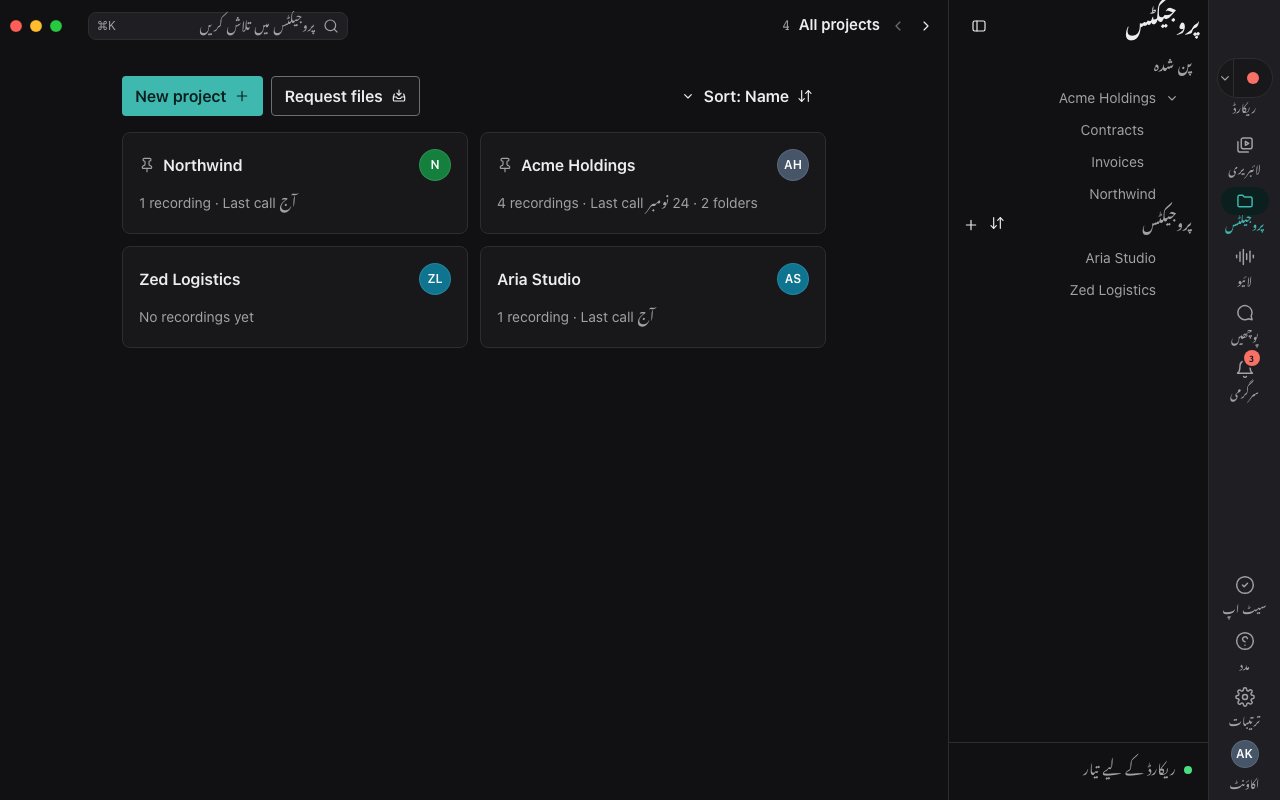 ⌘K پروجیکٹس میں تلاش کریں
All projects 4
New project
Request files
Sort: Name
Northwind
N
1 recording · Last call آج
Acme Holdings
AH
4 recordings · Last call 24 نومبر · 2 folders
Zed Logistics
ZL
No recordings yet
Aria Studio
AS
1 recording · Last call آج
پروجیکٹس
پن شدہ
Acme Holdings
Contracts
Invoices
Northwind
پروجیکٹس
Aria Studio
Zed Logistics
ریکارڈ کے لیے تیار
ریکارڈ
لائبریری
پروجیکٹس
لائیو
پوچھیں
3
سرگرمی
سیٹ اپ
مدد
ترتیبات
AK
اکاؤنٹ